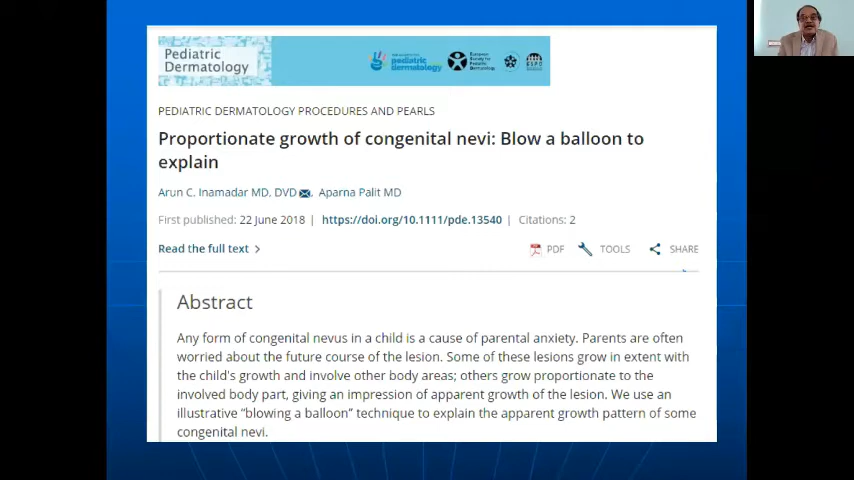 Pediatric
Dermatology
pediatric
dermatology
PEDIATRIC DERMATOLOGY PROCEDURES AND PEARLS
Proportionate growth of congenital nevi: Blow a balloon to
explain
Arun C. Inamadar MD, DVD, Aparna Palit MD
First published: 22 June 2018 | https://doi.org/10.1111/pde.13540 | Citations: 2
Read the full text >
PDF TOOLS SHARE
Abstract
Any form of congenital nevus in a child is a cause of parental anxiety. Parents are often
worried about the future course of the lesion. Some of these lesions grow in extent with
the child's growth and involve other body areas; others grow proportionate to the
involved body part, giving an impression of apparent growth of the lesion. We use an
illustrative "blowing a balloon" technique to explain the apparent growth pattern of some
congenital nevi.